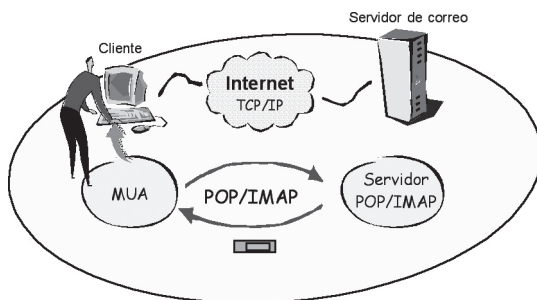 Servidor de correo
Cliente
Internet
TCP/IP
MUA
POP/IMAP
Servidor
POP/IMAP